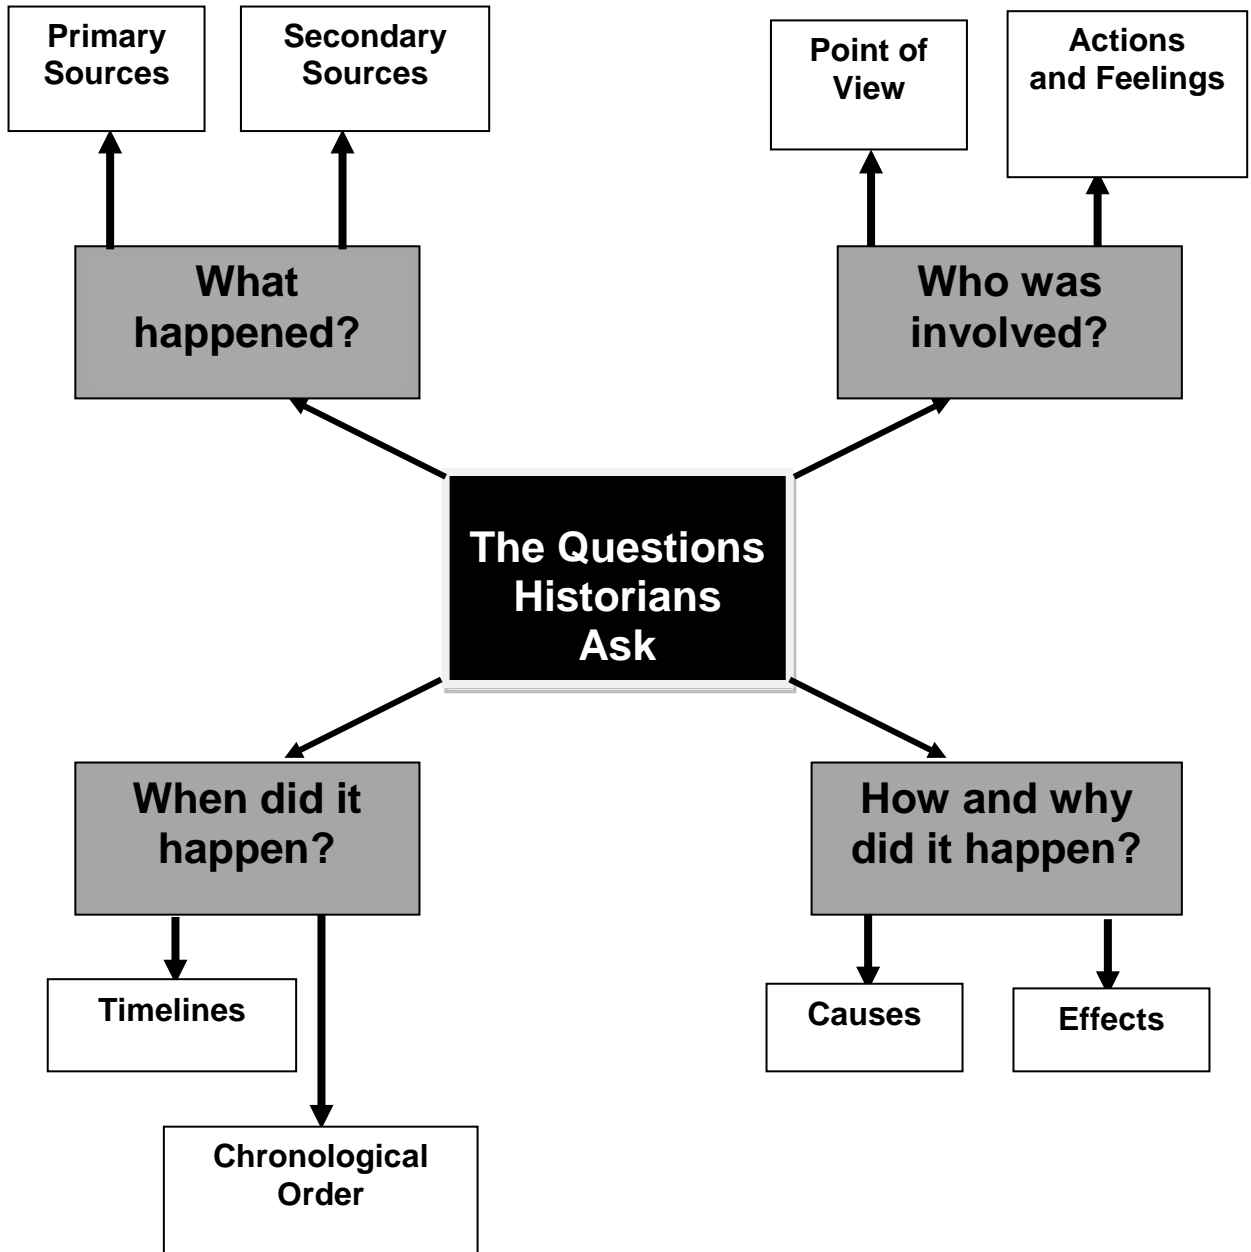 Primary
Sources
Secondary
Sources
Point of
View
Actions
and Feelings
What
happened?
Who was
involved?
The Questions
Historians
Ask
When did it
happen?
How and why
did it happen?
Timelines
Causes
Effects
Chronological
Order